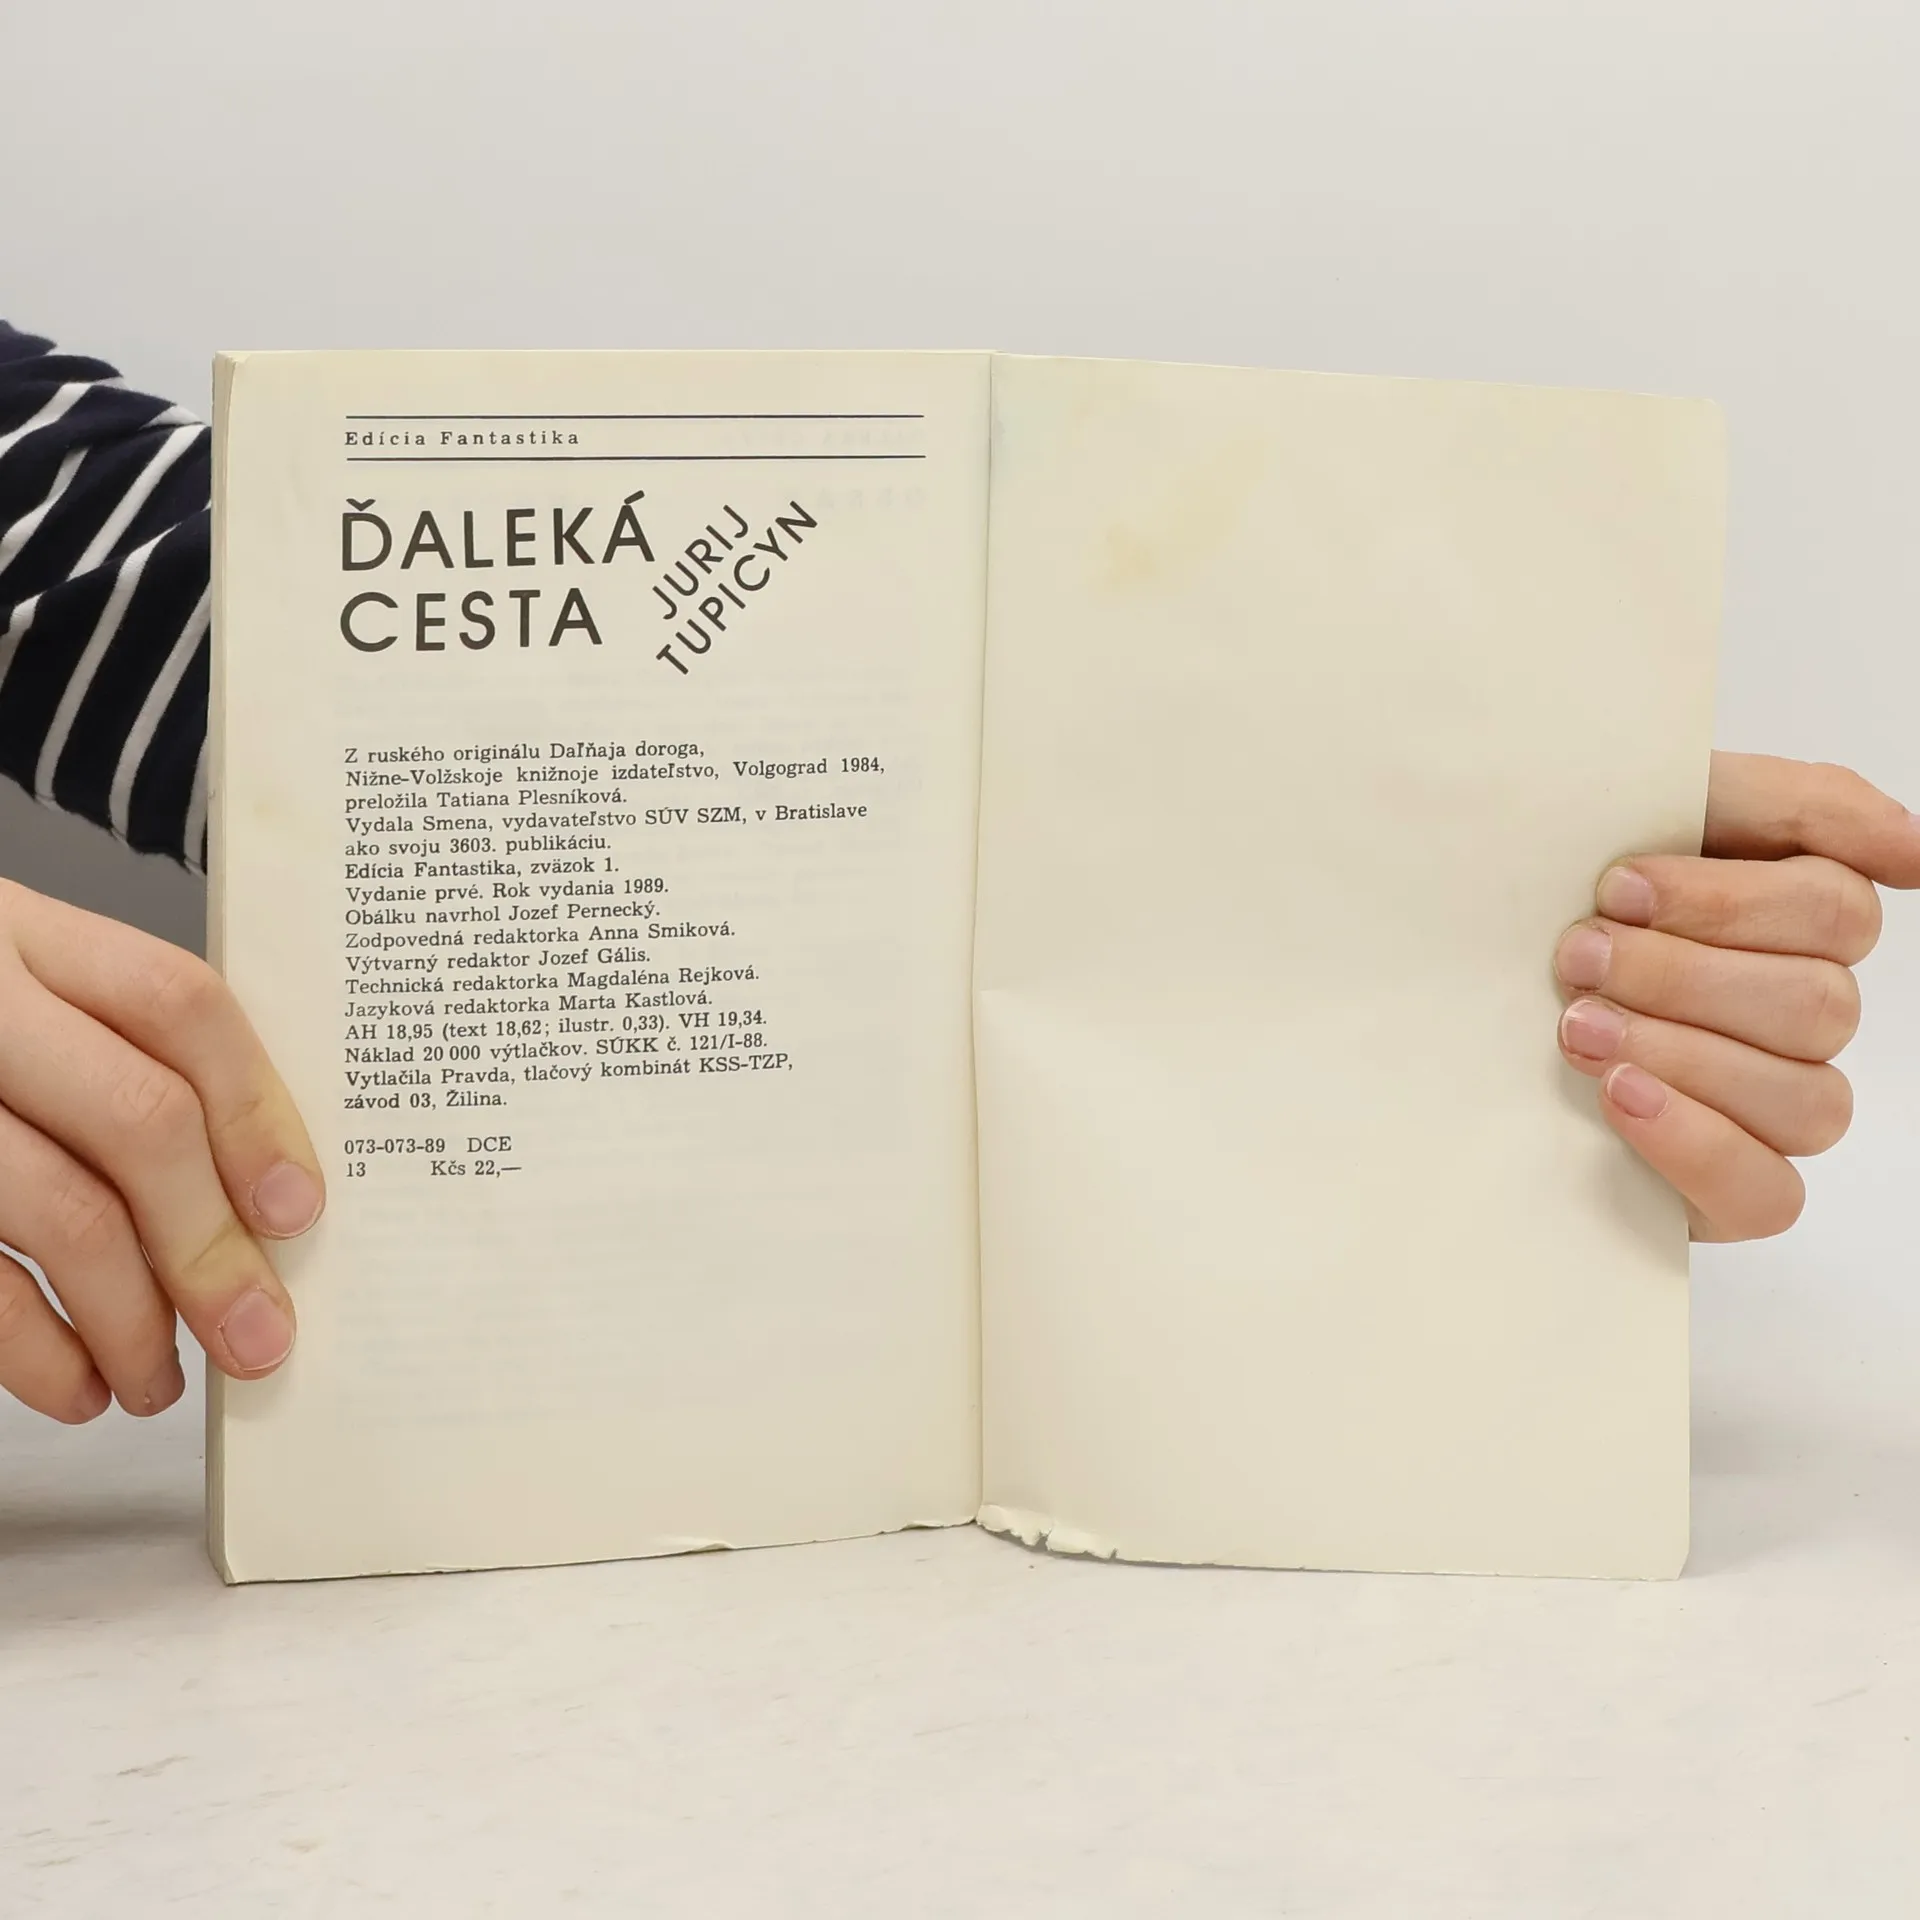 Edícia Fantastika
ĎALEKÁ
CESTA
JURIJ
TUPICYN
Z ruského originálu Daľňaja doroga,
Nižne-Volžskoje knižnoje izdateľstvo, Volgograd 1984,
preložila Tatiana Plesníková.
Vydala Smena, vydavateľstvo SÚV SZM, v Bratislave
ako svoju 3603. publikáciu.
Edícia Fantastika, zväzok 1.
Vydanie prvé. Rok vydania 1989.
Obálku navrhol Jozef Pernecký.
Zodpovedná redaktorka Anna Smiková.
Výtvarný redaktor Jozef Gális.
Technická redaktorka Magdaléna Rejková.
Jazyková redaktorka Marta Kastlová.
AH 18,95 (text 18,62; ilustr. 0,33). VH 19,34.
Náklad 20 000 výtlačkov. SÚKK č. 121/I-88.
Vytlačila Pravda, tlačový kombinát KSS-TZP,
závod 03, Žilina.
073-073-89 DCE
13 Kčs 22,—